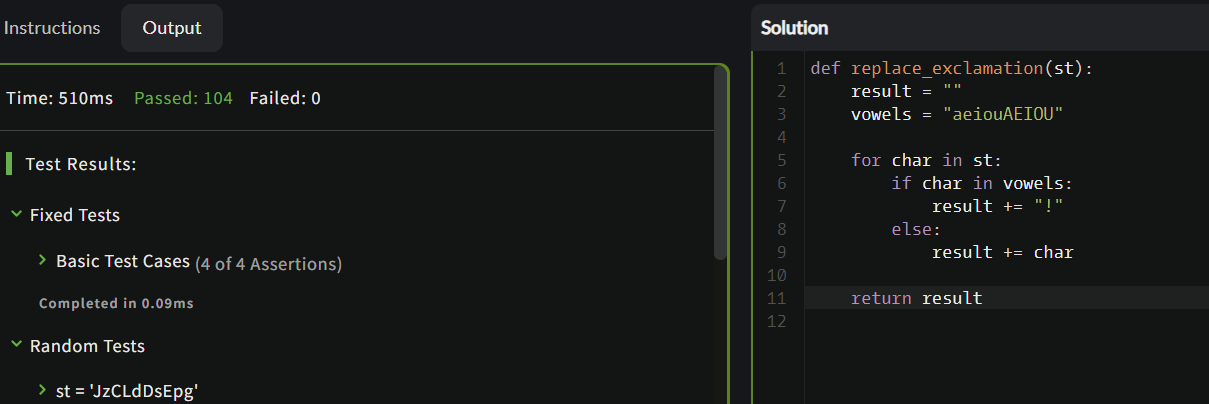 Instructions Output
Time: 510ms Passed: 104 Failed: 0
Test Results:
Fixed Tests
Basic Test Cases (4 of 4 Assertions)
Completed in 0.09ms
Random Tests
st = 'JzCLdDsEpg'
Solution
1 def replace_exclamation(st):
2     result = ""
3     vowels = "aeiouAEIOU"
4
5     for char in st:
6         if char in vowels:
7             result += "!"
8         else:
9             result += char
10
11     return result
12